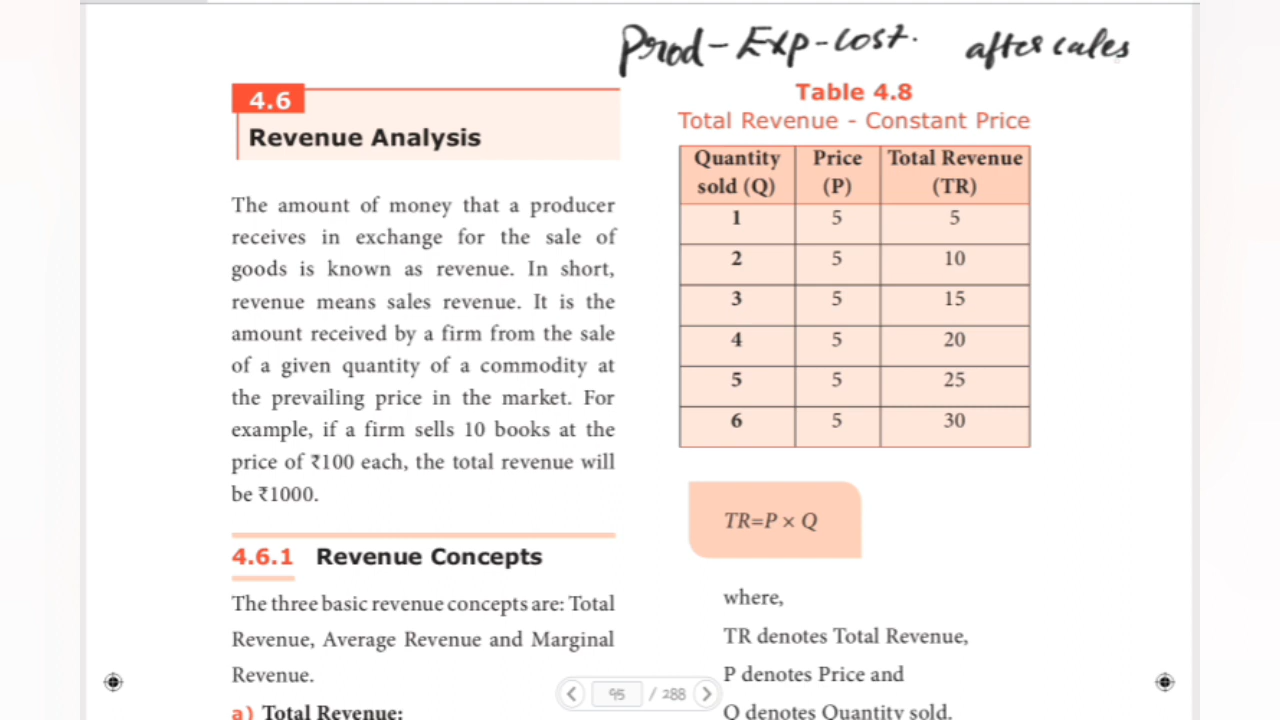 Prod - Exp - cost. after cales
4.6
Revenue Analysis
The amount of money that a producer
receives in exchange for the sale of
goods is known as revenue. In short,
revenue means sales revenue. It is the
amount received by a firm from the sale
of a given quantity of a commodity at
the prevailing price in the market. For
example, if a firm sells 10 books at the
price of ₹100 each, the total revenue will
be ₹1000.
4.6.1 Revenue Concepts
The three basic revenue concepts are: Total
Revenue, Average Revenue and Marginal
Revenue.
a) Total Revenue:
Table 4.8
Total Revenue - Constant Price
Quantity sold (Q) Price (P) Total Revenue (TR)
1 5 5
2 5 10
3 5 15
4 5 20
5 5 25
6 5 30
TR=P × Q
where,
TR denotes Total Revenue,
P denotes Price and
Q denotes Quantity sold.
95 / 288